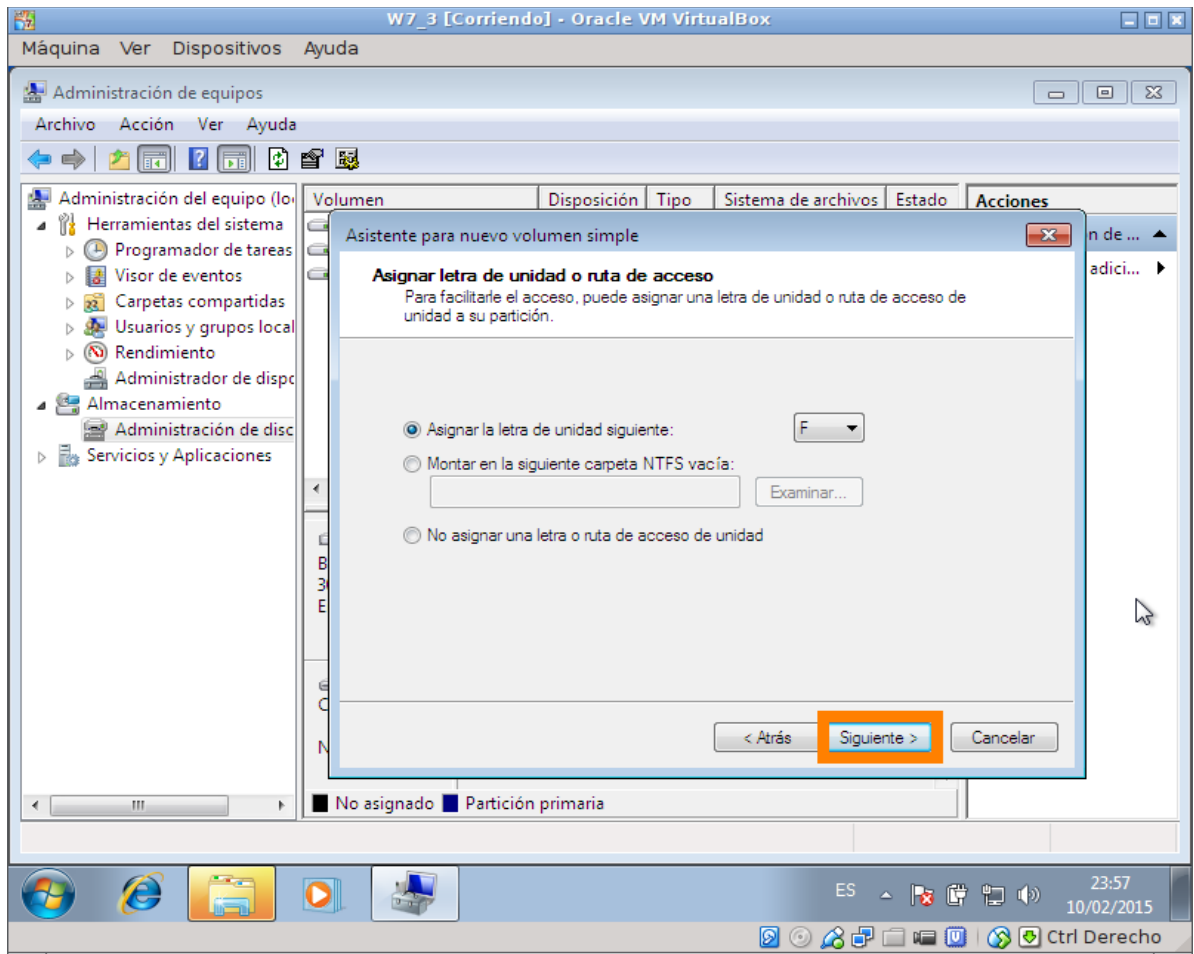 W7_3 [Corriendo] - Oracle VM VirtualBox
Máquina Ver Dispositivos Ayuda
Administración de equipos
Archivo Acción Ver Ayuda
Administración del equipo (lo
Herramientas del sistema
Programador de tareas
Visor de eventos
Carpetas compartidas
Usuarios y grupos local
Rendimiento
Administrador de dispo
Almacenamiento
Administración de disc
Servicios y Aplicaciones
Volumen Disposición Tipo Sistema de archivos Estado
Acciones
n de ...
adici...
Asistente para nuevo volumen simple
Asignar letra de unidad o ruta de acceso
Para facilitarle el acceso, puede asignar una letra de unidad o ruta de acceso de
unidad a su partición.
Asignar la letra de unidad siguiente: F
Montar en la siguiente carpeta NTFS vacía:
Examinar...
No asignar una letra o ruta de acceso de unidad
< Atrás Siguiente > Cancelar
B
30
E
C
N
No asignado Partición primaria
ES
23:57
10/02/2015
Ctrl Derecho